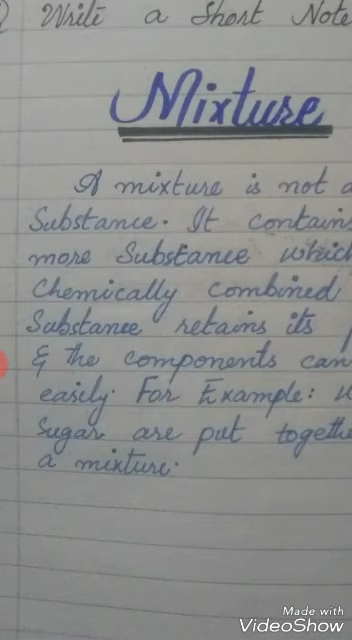 Write a Short Note
Mixture
A mixture is not a
Substance. It contains
more Substance which
Chemically combined
Substance retains its
& the components can
easily. For Example:
Sugar are put together
a mixture.
Made with
VideoShow